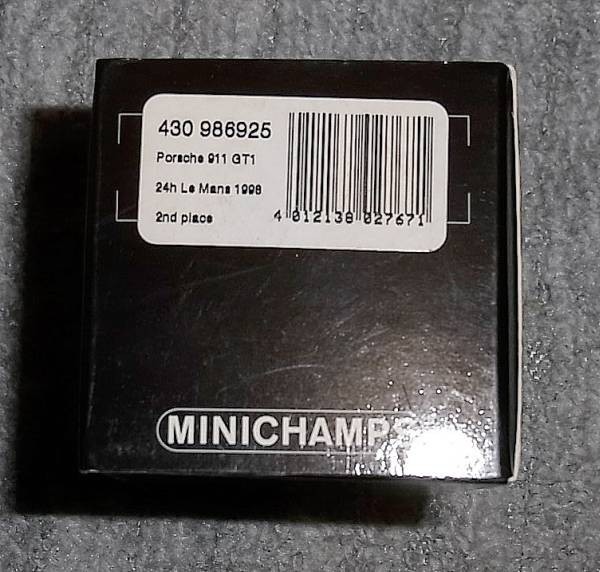 430 986925
Porsche 911 GT1
24h Le Mans 1998
2nd place
4 012138 027671
MINICHAMPS